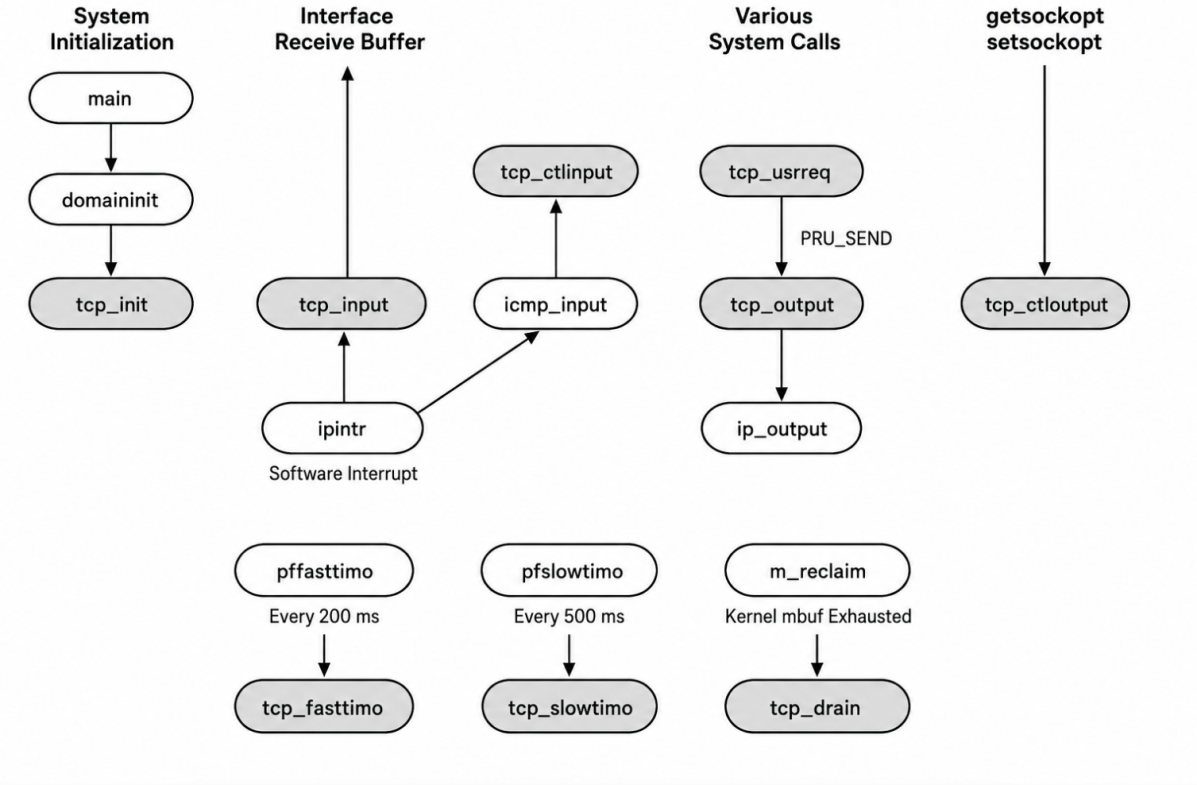 System
Initialization
Interface
Receive Buffer
Various
System Calls
getsockopt
setsockopt
main
domaininit
tcp_init
tcp_input
tcp_ctlinput
icmp_input
ipintr
Software Interrupt
tcp_usrreq
PRU_SEND
tcp_output
ip_output
tcp_ctloutput
pffasttimo
Every 200 ms
tcp_fasttimo
pfslowtimo
Every 500 ms
tcp_slowtimo
m_reclaim
Kernel mbuf Exhausted
tcp_drain